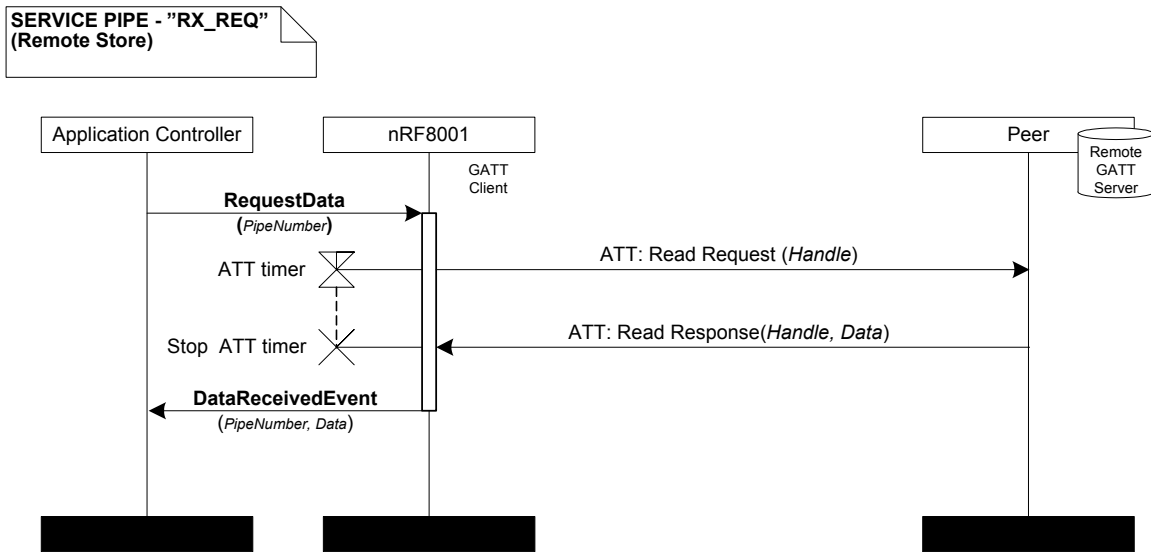 SERVICE PIPE - ”RX_REQ”
(Remote Store)
Application Controller
nRF8001
Peer
Remote
GATT
Server
GATT
Client
RequestData
(PipeNumber)
ATT timer
ATT: Read Request (Handle)
Stop ATT timer
ATT: Read Response(Handle, Data)
DataReceivedEvent
(PipeNumber, Data)